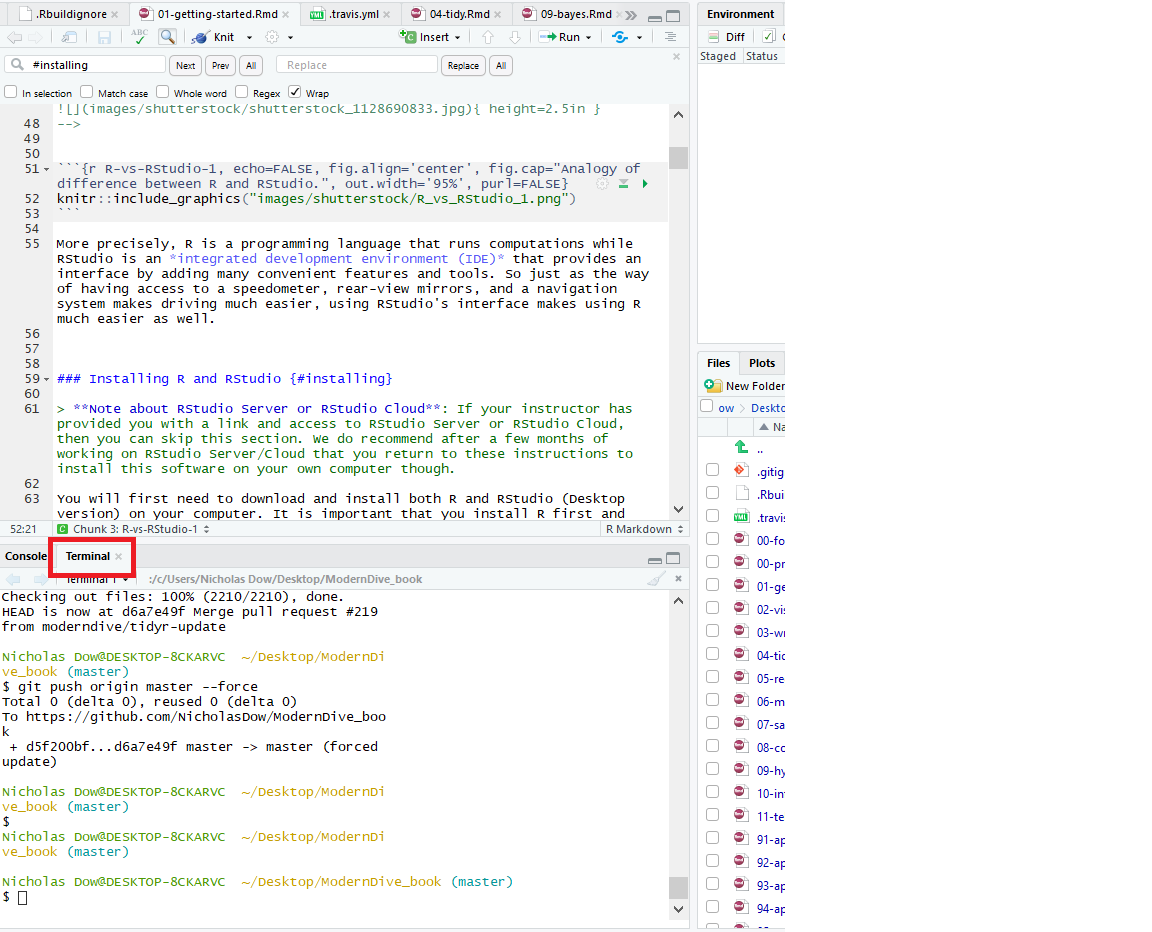 .Rbuildignore 01-getting-started.Rmd .travis.yml 04-tidy.Rmd 09-bayes.Rmd
ABC Knit Insert Run
#installing Next Prev All Replace Replace All
In selection Match case Whole word Regex Wrap
![](images/shutterstock/shutterstock_1128690833.jpg){ height=2.5in }
48 -->
49
50
51 ```{r R-vs-RStudio-1, echo=FALSE, fig.align='center', fig.cap="Analogy of
difference between R and RStudio.", out.width='95%', purl=FALSE}
52 knitr::include_graphics("images/shutterstock/R_vs_RStudio_1.png")
53 ```
54
55 More precisely, R is a programming language that runs computations while
RStudio is an *integrated development environment (IDE)* that provides an
interface by adding many convenient features and tools. So just as the way
of having access to a speedometer, rear-view mirrors, and a navigation
system makes driving much easier, using RStudio's interface makes using R
much easier as well.
56
57
58
59 ### Installing R and RStudio {#installing}
60
61 > **Note about RStudio Server or RStudio Cloud**: If your instructor has
provided you with a link and access to RStudio Server or RStudio Cloud,
then you can skip this section. We do recommend after a few months of
working on RStudio Server/Cloud that you return to these instructions to
install this software on your own computer though.
62
63 You will first need to download and install both R and RStudio (Desktop
version) on your computer. It is important that you install R first and
52:21 Chunk 3: R-vs-RStudio-1 R Markdown
Console Terminal
Terminal 1 :/c/Users/Nicholas Dow/Desktop/ModernDive_book
Checking out files: 100% (2210/2210), done.
HEAD is now at d6a7e49f Merge pull request #219
from moderndive/tidyr-update
Nicholas Dow@DESKTOP-8CKARVC ~/Desktop/ModernDi
ve_book (master)
$ git push origin master --force
Total 0 (delta 0), reused 0 (delta 0)
To https://github.com/NicholasDow/ModernDive_boo
k
+ d5f200bf...d6a7e49f master -> master (forced
update)
Nicholas Dow@DESKTOP-8CKARVC ~/Desktop/ModernDi
ve_book (master)
$
Nicholas Dow@DESKTOP-8CKARVC ~/Desktop/ModernDi
ve_book (master)
Nicholas Dow@DESKTOP-8CKARVC ~/Desktop/ModernDive_book (master)
$
Environment
Diff
Staged Status
Files Plots
New Folder
ow Deskto
Na
..
.gitig
.Rbui
.travis
00-fo
00-pr
01-ge
02-vis
03-wr
04-tid
05-re
06-m
07-sa
08-co
09-hy
10-inf
11-te
91-ap
92-ap
93-ap
94-ap